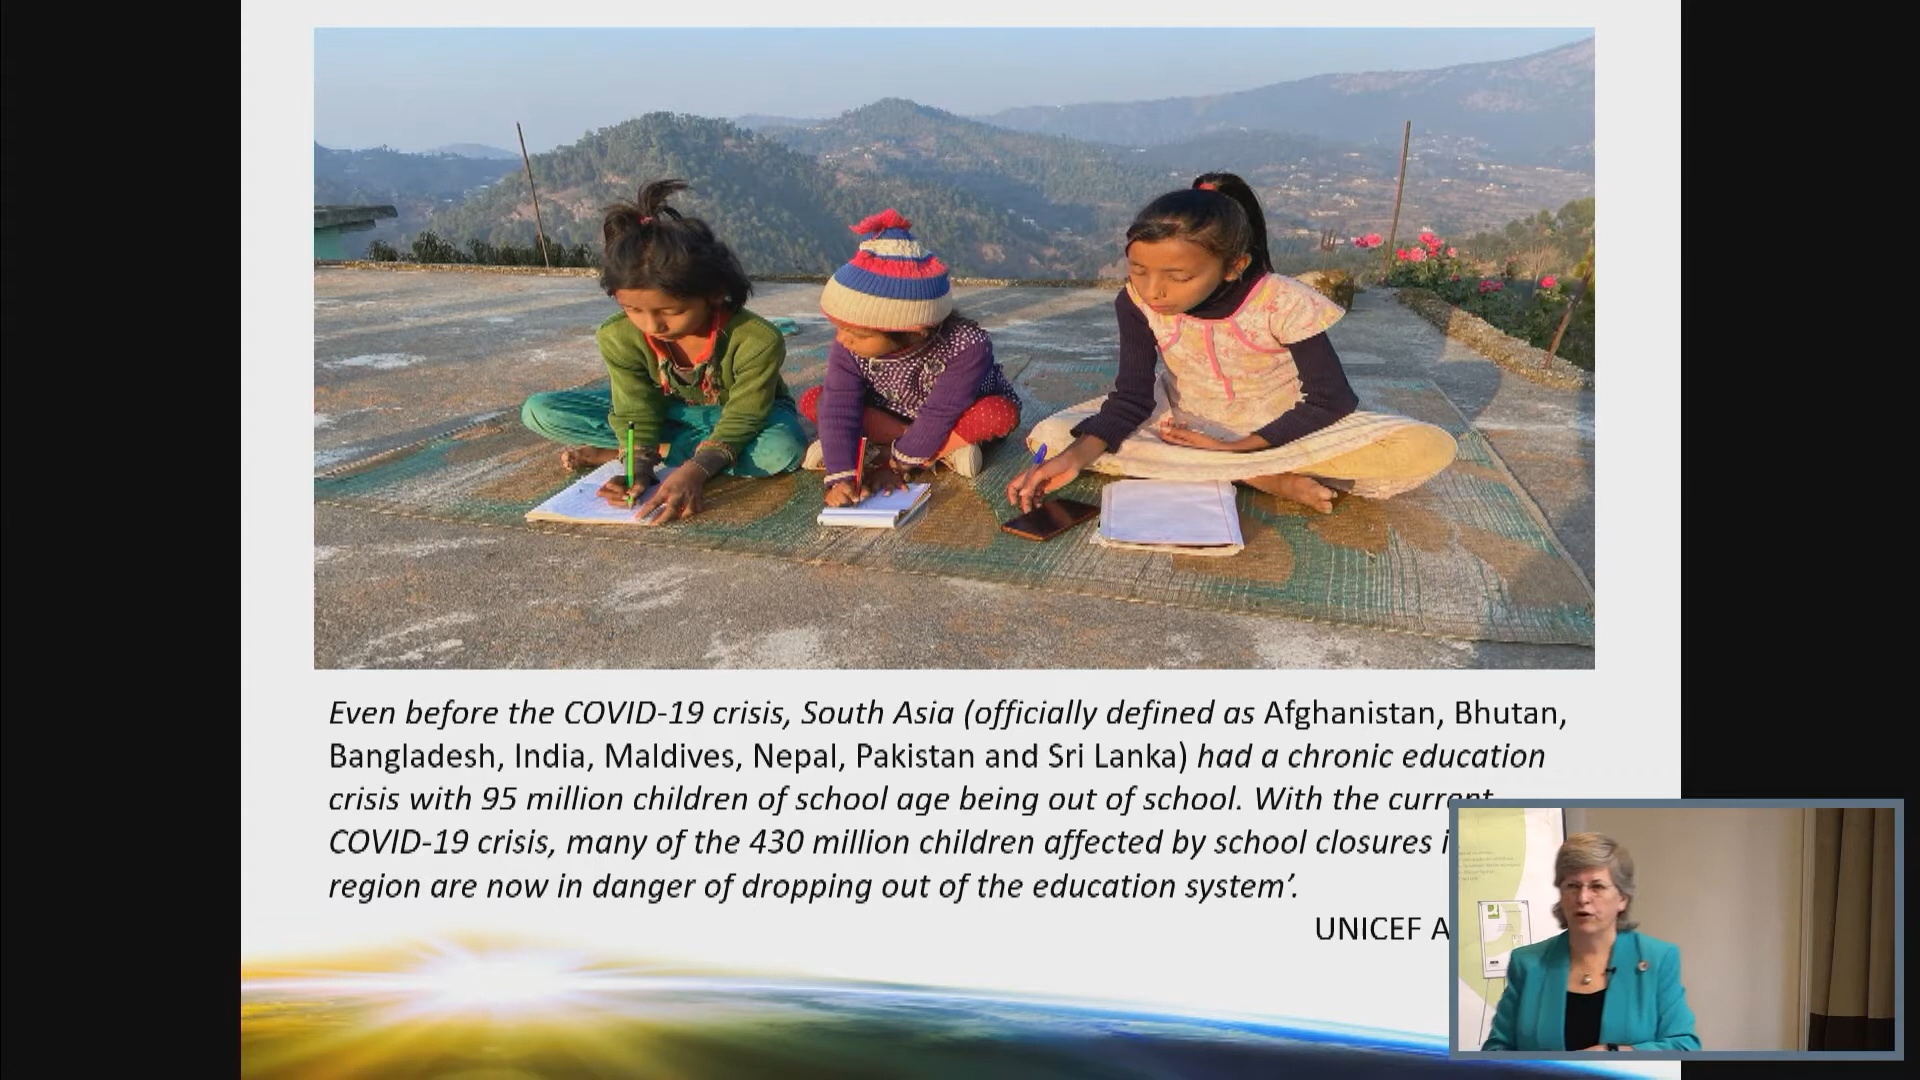 Even before the COVID-19 crisis, South Asia (officially defined as Afghanistan, Bhutan,
Bangladesh, India, Maldives, Nepal, Pakistan and Sri Lanka) had a chronic education
crisis with 95 million children of school age being out of school. With the current
COVID-19 crisis, many of the 430 million children affected by school closures
region are now in danger of dropping out of the education system’.
UNICEF